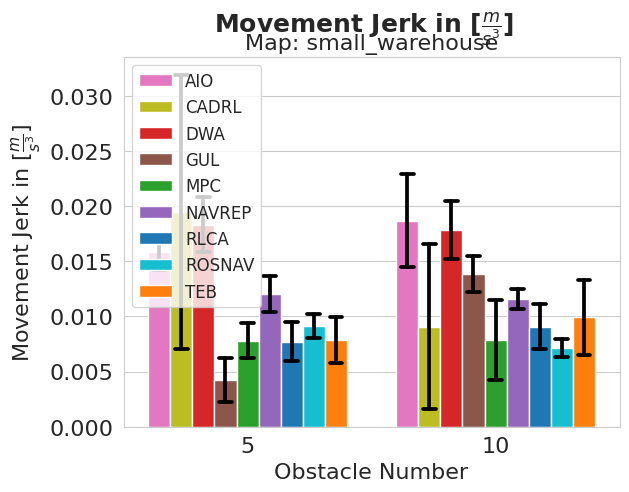 Movement Jerk in [m/s³]
Map: small_warehouse
Movement Jerk in [m/s³]
0.030
0.025
0.020
0.015
0.010
0.005
0.000
AIO
CADRL
DWA
GUL
MPC
NAVREP
RLCA
ROSNAV
TEB
5 10
Obstacle Number